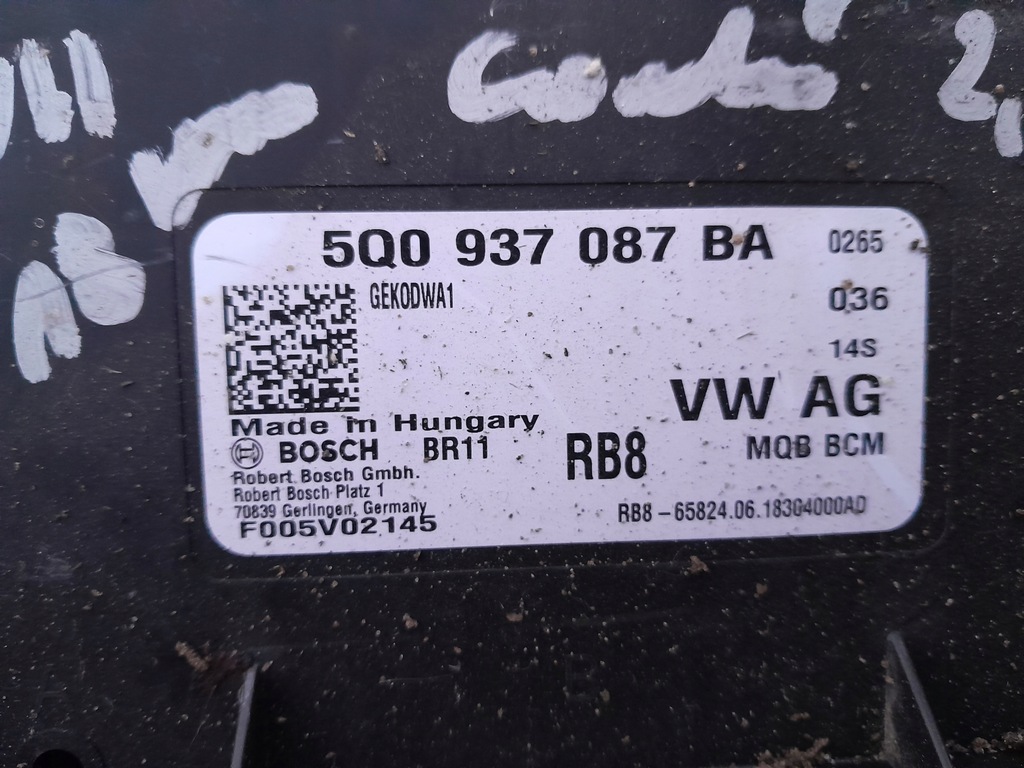 5Q0 937 087 BA 0265
GEKODWA1
036
14S
VW AG
Made in Hungary
BOSCH BR11 RB8 MQB BCM
Robert Bosch Gmbh.
Robert Bosch Platz 1
70839 Gerlingen, Germany
F005V02145
RB8-65824.06.18304000AD